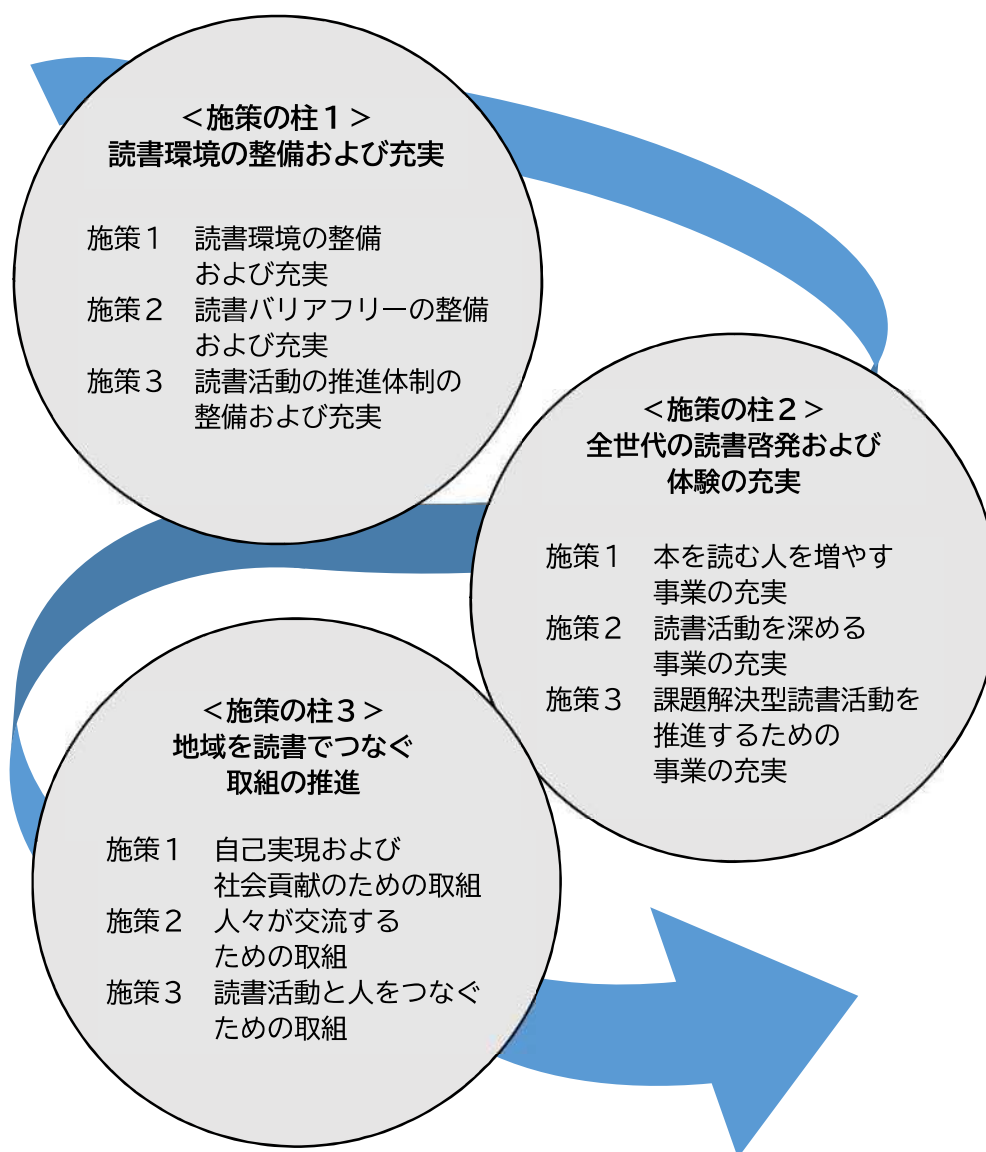 ＜施策の柱１＞
読書環境の整備および充実
施策１　読書環境の整備
および充実
施策２　読書バリアフリーの整備
および充実
施策３　読書活動の推進体制の
整備および充実
＜施策の柱２＞
全世代の読書啓発および
体験の充実
施策１　本を読む人を増やす
事業の充実
施策２　読書活動を深める
事業の充実
施策３　課題解決型読書活動を
推進するための
事業の充実
＜施策の柱３＞
地域を読書でつなぐ
取組の推進
施策１　自己実現および
社会貢献のための取組
施策２　人々が交流する
ための取組
施策３　読書活動と人をつなぐ
ための取組